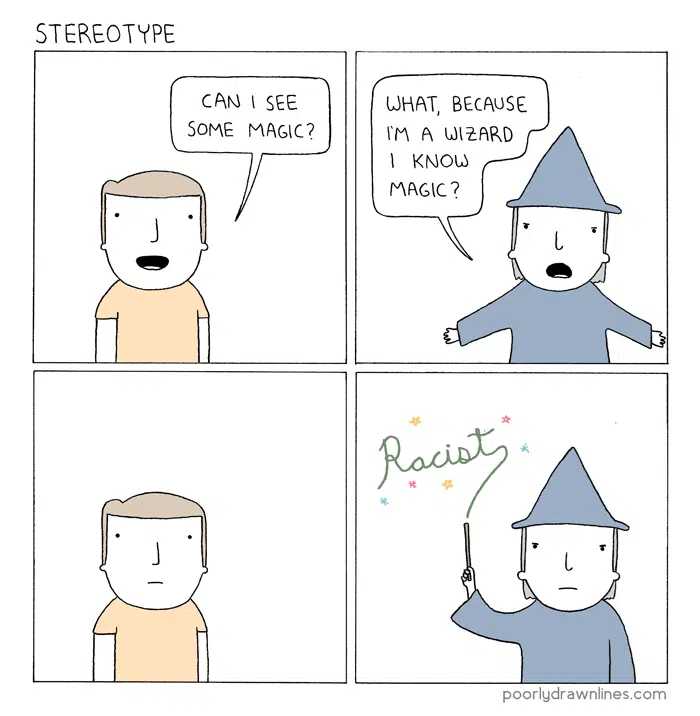 STEREOTYPE
CAN I SEE
SOME MAGIC?
WHAT, BECAUSE
I'M A WIZARD
I KNOW
MAGIC?
Racist
poorlydrawnlines.com